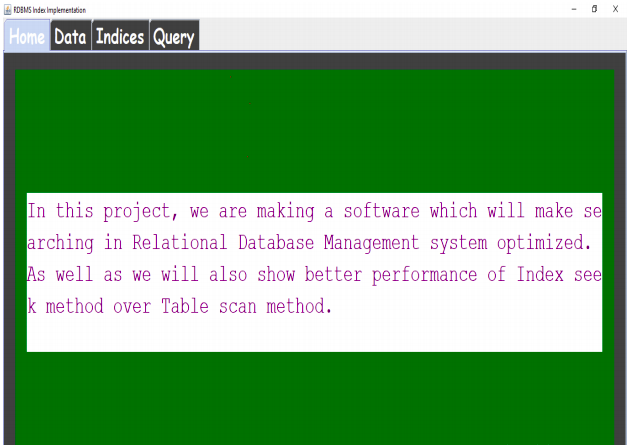 RDBMS Index Implementation
Home Data Indices Query
In this project, we are making a software which will make se
arching in Relational Database Management system optimized.
As well as we will also show better performance of Index see
k method over Table scan method.